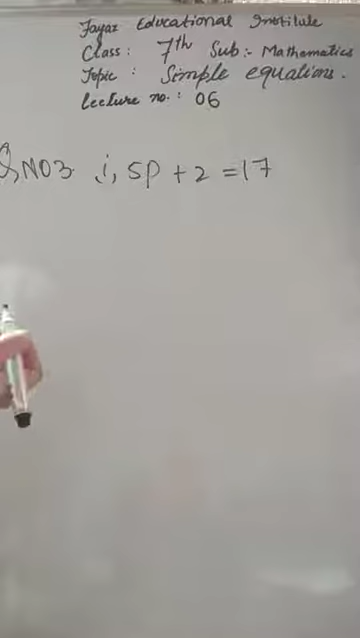 Fayaz Educational Institute
Class: 7th Sub:- Mathematics
Topic: Simple equations.
Lecture no.: 06
Q,NO3. i, 5p + 2 = 17